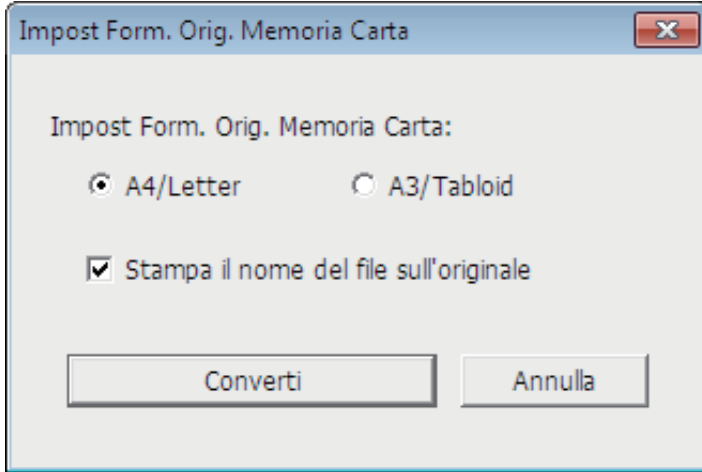 Impost Form. Orig. Memoria Carta
Impost Form. Orig. Memoria Carta:
A4/Letter A3/Tabloid
Stampa il nome del file sull'originale
Converti Annulla